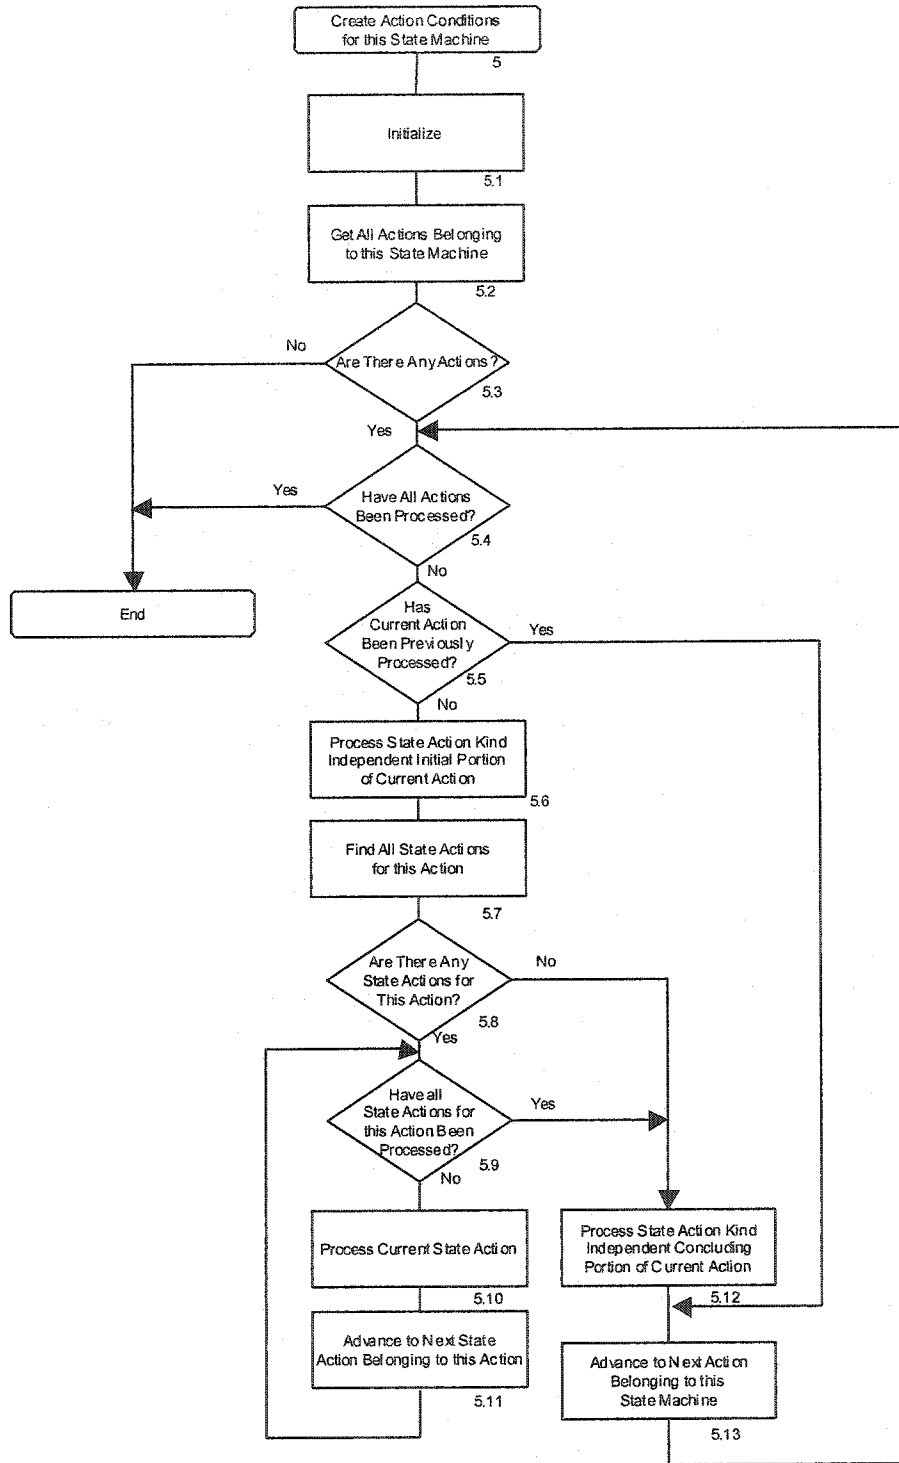 Create Action Conditions
for this State Machine
5
Initialize
5.1
Get All Actions Belonging
to this State Machine
5.2
No
Are There Any Actions?
5.3
Yes
Yes
Have All Actions
Been Processed?
5.4
No
End
Has
Current Action
Been Previously
Processed?
Yes
5.5
No
Process State Action Kind
Independent Initial Portion
of Current Action
5.6
Find All State Actions
for this Action
5.7
Are There Any
State Actions for
This Action?
No
5.8
Yes
Have all
State Actions for
this Action Been
Processed?
Yes
5.9
No
Process Current State Action
5.10
Process State Action Kind
Independent Concluding
Portion of Current Action
5.12
Advance to Next State
Action Belonging to this Action
5.11
Advance to Next Action
Belonging to this
State Machine
5.13